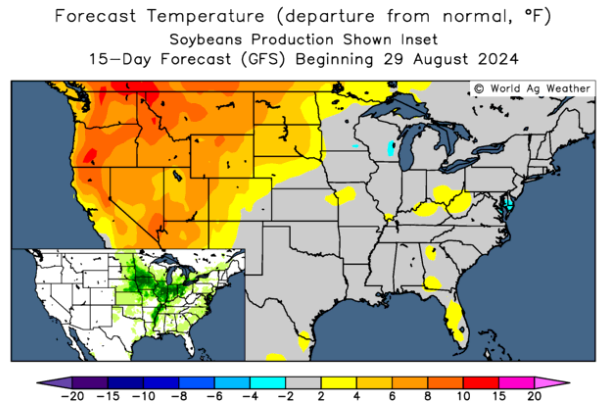 Forecast Temperature (departure from normal, °F)
Soybeans Production Shown Inset
15-Day Forecast (GFS) Beginning 29 August 2024
© World Ag Weather
-20 -15 -10 -8 -6 -4 -2 2 4 6 8 10 15 20